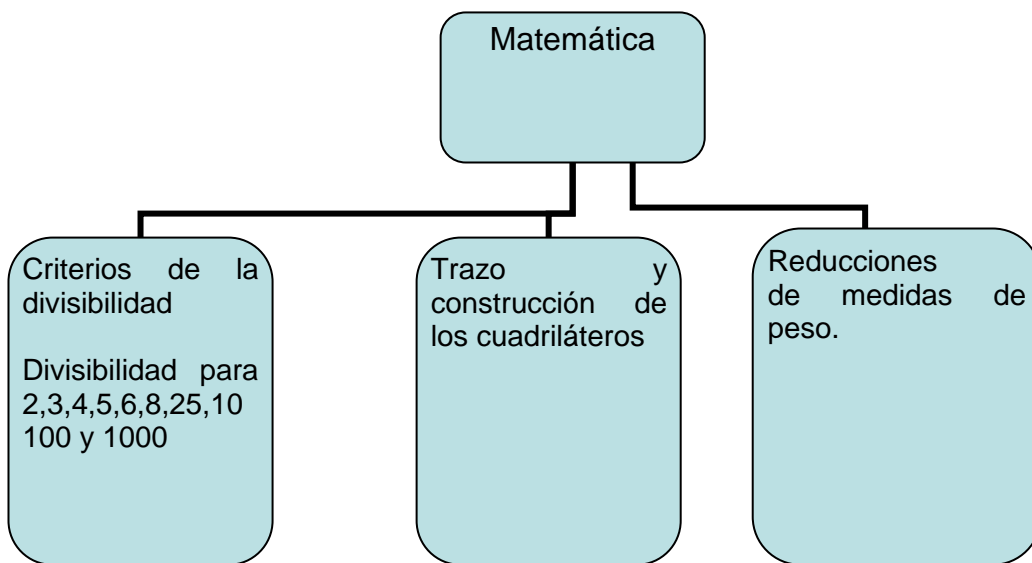 Matemática
Criterios de la
divisibilidad
Divisibilidad para
2,3,4,5,6,8,25,10
100 y 1000
Trazo y
construcción de
los cuadriláteros
Reducciones
de medidas de
peso.